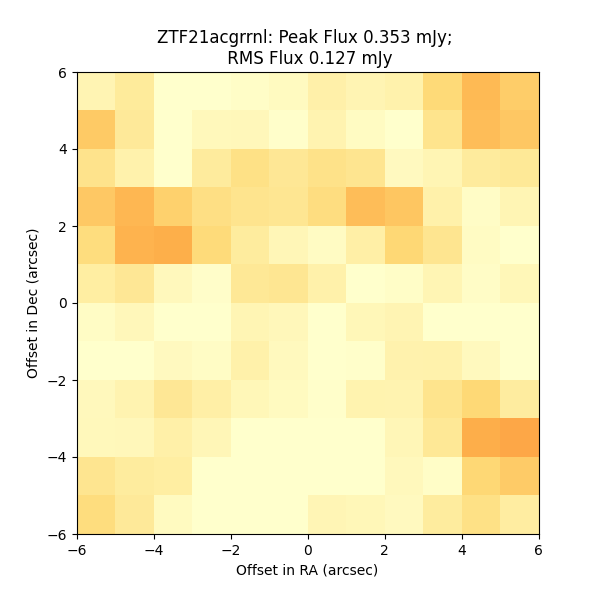 ZTF21acgrrnl: Peak Flux 0.353 mJy;
RMS Flux 0.127 mJy
6
4
2
0
−2
−4
−6
Offset in Dec (arcsec)
−6 −4 −2 0 2 4 6
Offset in RA (arcsec)